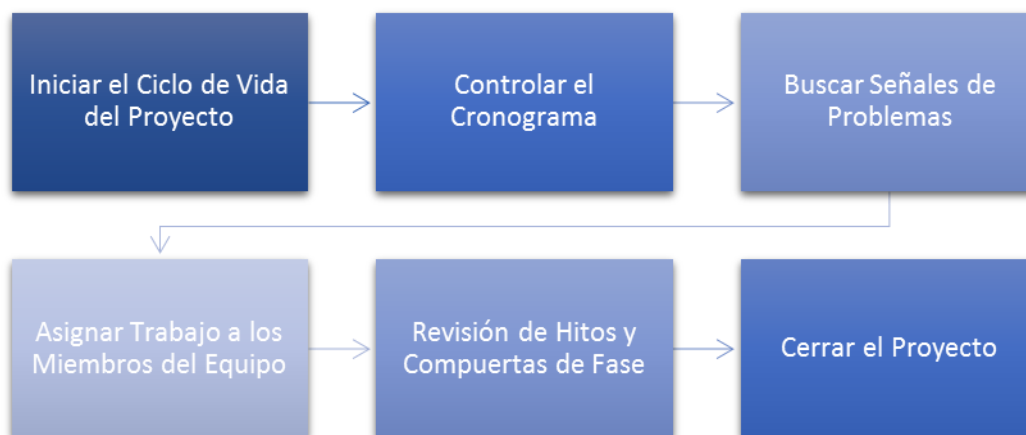 Iniciar el Ciclo de Vida
del Proyecto
Controlar el
Cronograma
Buscar Señales de
Problemas
Asignar Trabajo a los
Miembros del Equipo
Revisión de Hitos y
Compuertas de Fase
Cerrar el Proyecto